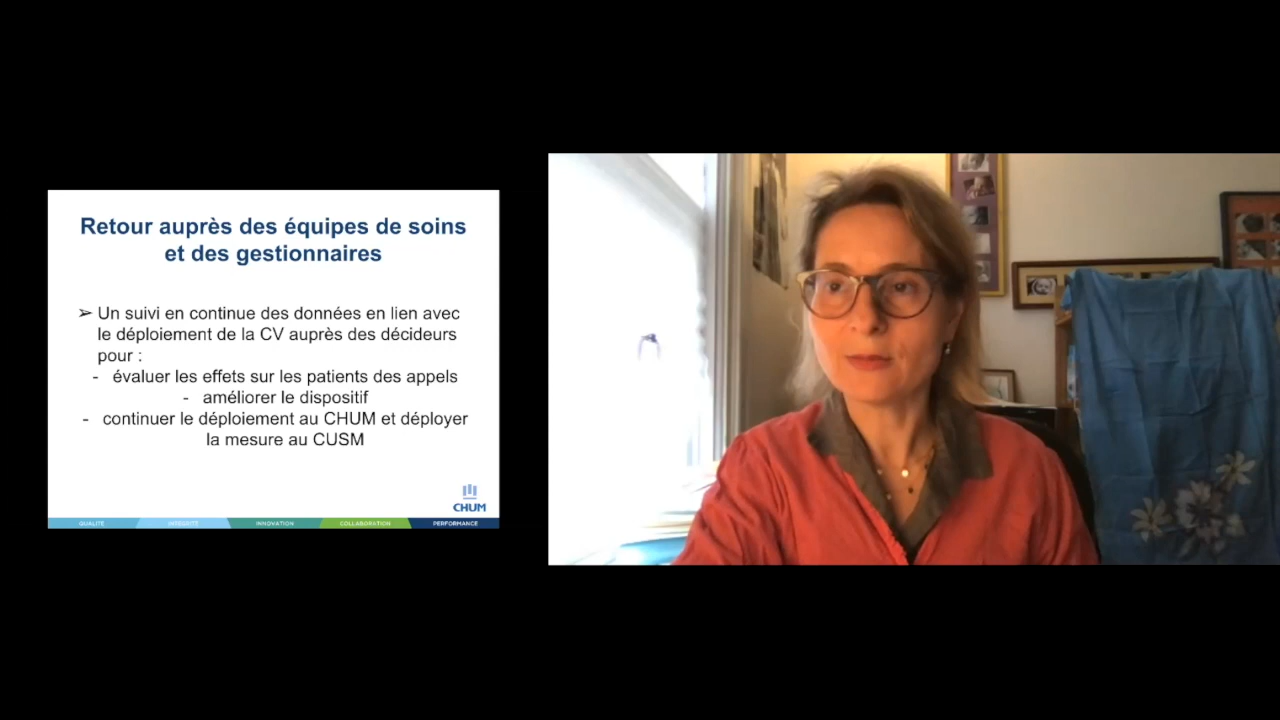 Retour auprès des équipes de soins
et des gestionnaires
➢ Un suivi en continue des données en lien avec
le déploiement de la CV auprès des décideurs
pour :
- évaluer les effets sur les patients des appels
- améliorer le dispositif
- continuer le déploiement au CHUM et déployer
la mesure au CUSM
CHUM
QUALITÉ INTÉGRITÉ INNOVATION COLLABORATION PERFORMANCE